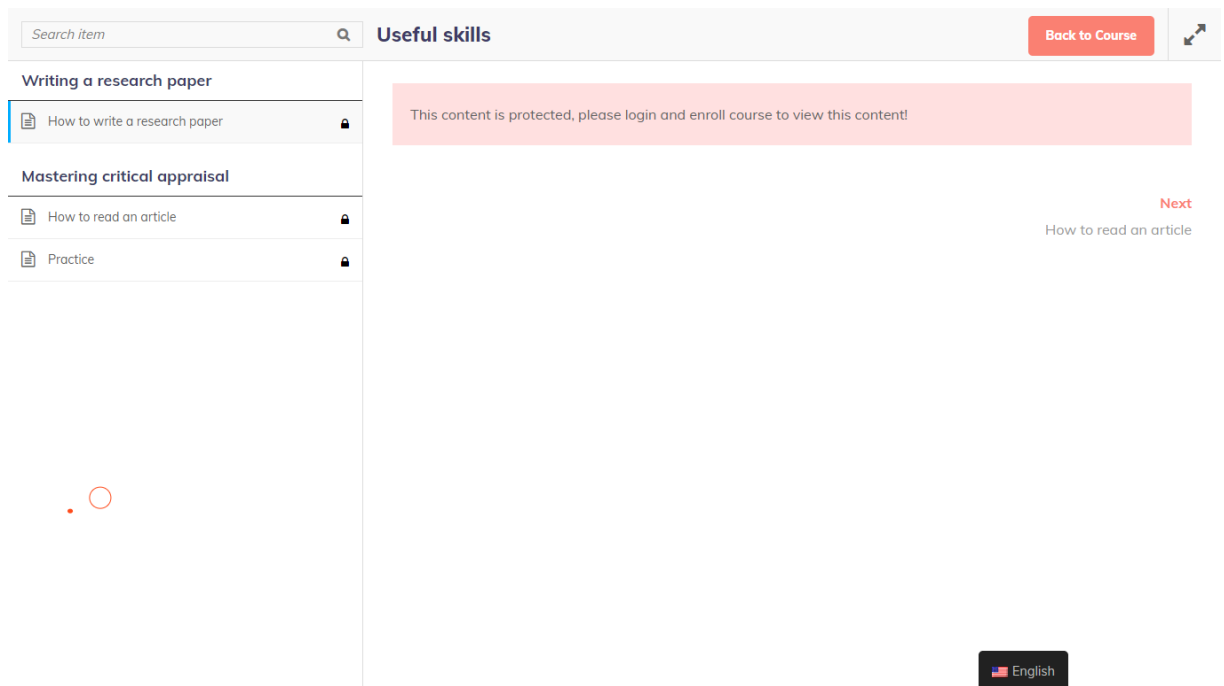 Search item
Useful skills
Back to Course
Writing a research paper
How to write a research paper
Mastering critical appraisal
How to read an article
Practice
This content is protected, please login and enroll course to view this content!
Next
How to read an article
English